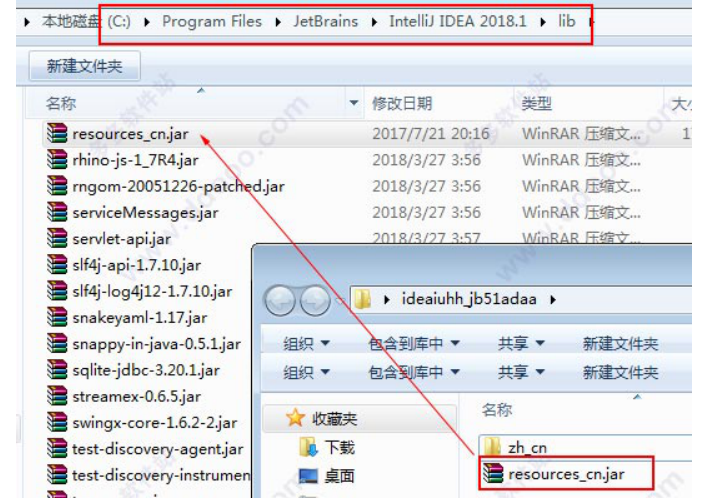 本地磁盘 (C:) ▸ Program Files ▸ JetBrains ▸ IntelliJ IDEA 2018.1 ▸ lib ▸
新建文件夹
名称 修改日期 类型 大
resources_cn.jar 2017/7/21 20:16 WinRAR 压缩文... 1
rhino-js-1_7R4.jar 2018/3/27 3:56 WinRAR 压缩文...
rngom-20051226-patched.jar 2018/3/27 3:56 WinRAR 压缩文...
serviceMessages.jar 2018/3/27 3:56 WinRAR 压缩文...
servlet-api.jar 2018/3/27 3:57 WinRAR 压缩文...
slf4j-api-1.7.10.jar
slf4j-log4j12-1.7.10.jar
snakeyaml-1.17.jar
snappy-in-java-0.5.1.jar
sqlite-jdbc-3.20.1.jar
streamex-0.6.5.jar
swingx-core-1.6.2-2.jar
test-discovery-agent.jar
test-discovery-instrumen
ideaiuhh_jb51adaa ▸
组织 包含到库中 共享 新建文件夹
组织 包含到库中 共享 新建文件夹
收藏夹
下载
桌面
名称
zh_cn
resources_cn.jar